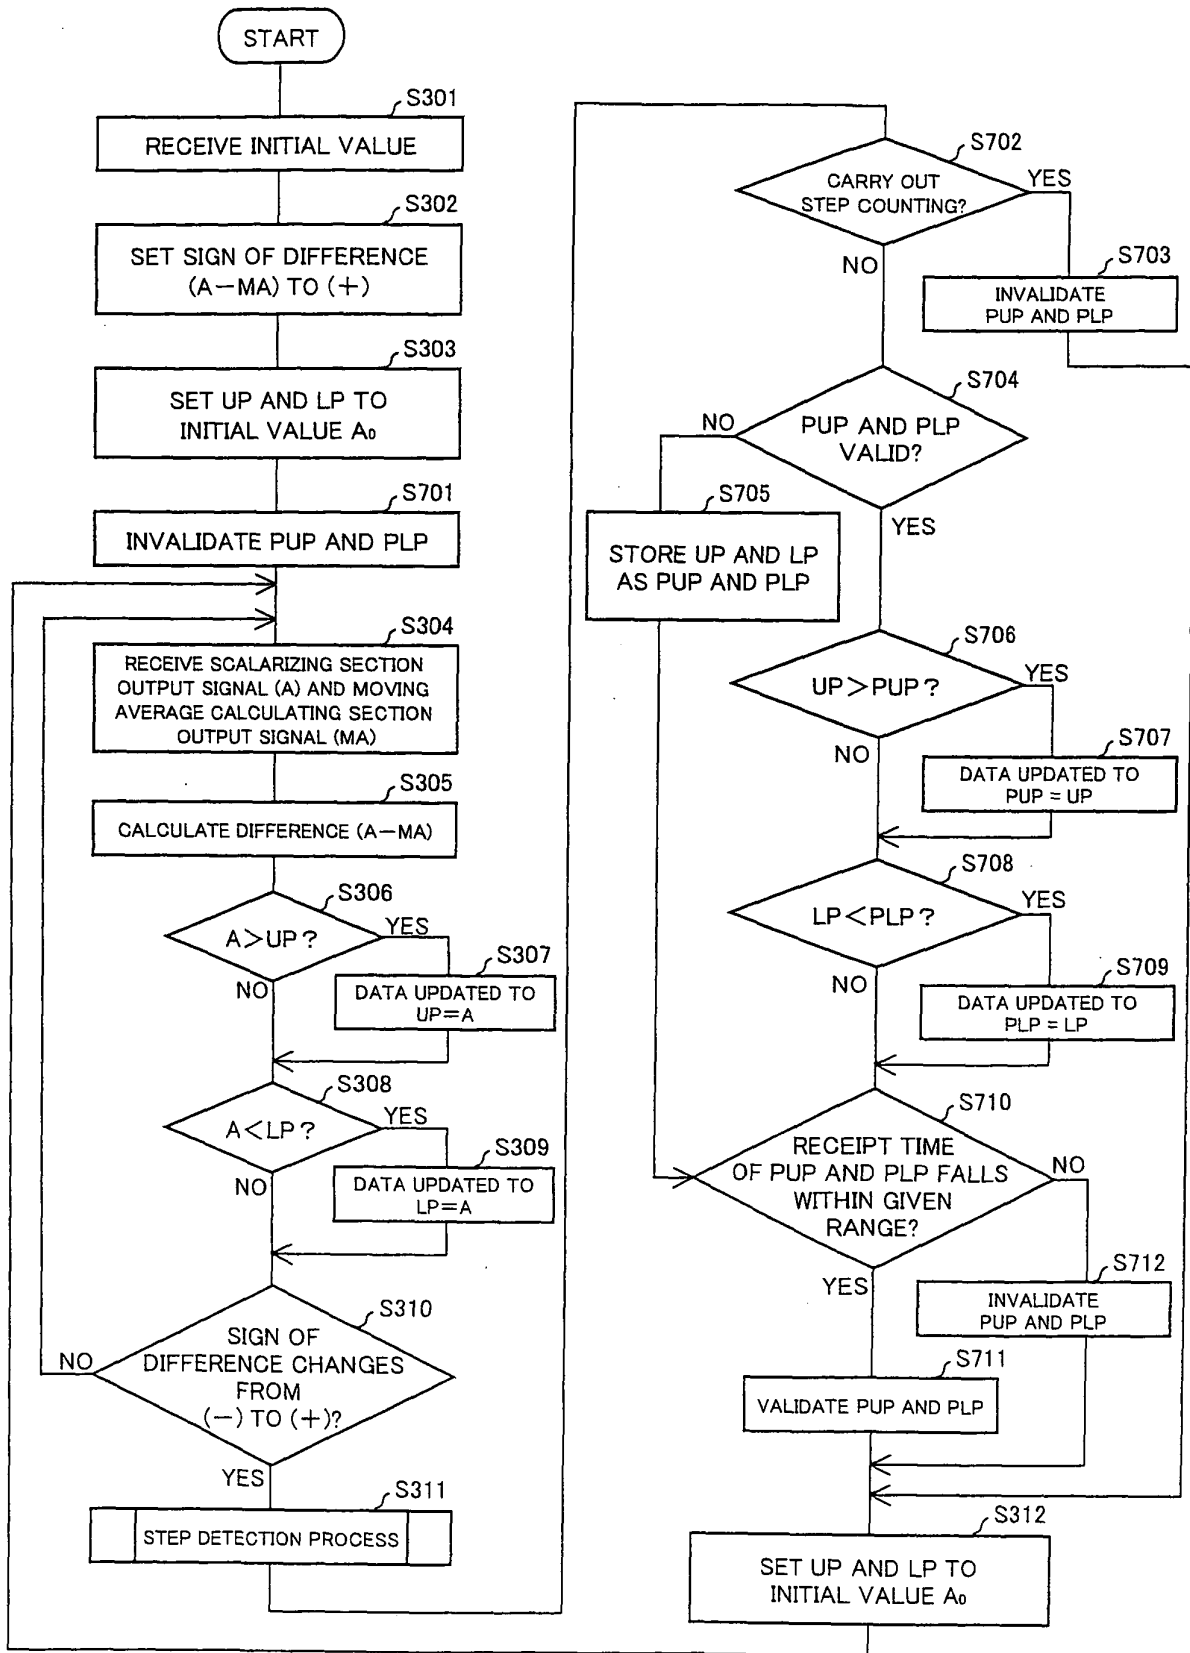 START
S301
RECEIVE INITIAL VALUE
S302
SET SIGN OF DIFFERENCE
(A−MA) TO (+)
S303
SET UP AND LP TO
INITIAL VALUE A₀
S701
INVALIDATE PUP AND PLP
S304
RECEIVE SCALARIZING SECTION
OUTPUT SIGNAL (A) AND MOVING
AVERAGE CALCULATING SECTION
OUTPUT SIGNAL (MA)
S305
CALCULATE DIFFERENCE (A−MA)
S306
A>UP?
YES
NO
S307
DATA UPDATED TO
UP=A
S308
A<LP?
YES
NO
S309
DATA UPDATED TO
LP=A
S310
SIGN OF
DIFFERENCE CHANGES
FROM
(−) TO (+)?
NO
YES
S311
STEP DETECTION PROCESS
S702
CARRY OUT
STEP COUNTING?
YES
NO
S703
INVALIDATE
PUP AND PLP
S704
PUP AND PLP
VALID?
NO
YES
S705
STORE UP AND LP
AS PUP AND PLP
S706
UP>PUP?
YES
NO
S707
DATA UPDATED TO
PUP = UP
S708
LP<PLP?
YES
NO
S709
DATA UPDATED TO
PLP = LP
S710
RECEIPT TIME
OF PUP AND PLP FALLS
WITHIN GIVEN
RANGE?
NO
YES
S712
INVALIDATE
PUP AND PLP
S711
VALIDATE PUP AND PLP
S312
SET UP AND LP TO
INITIAL VALUE A₀